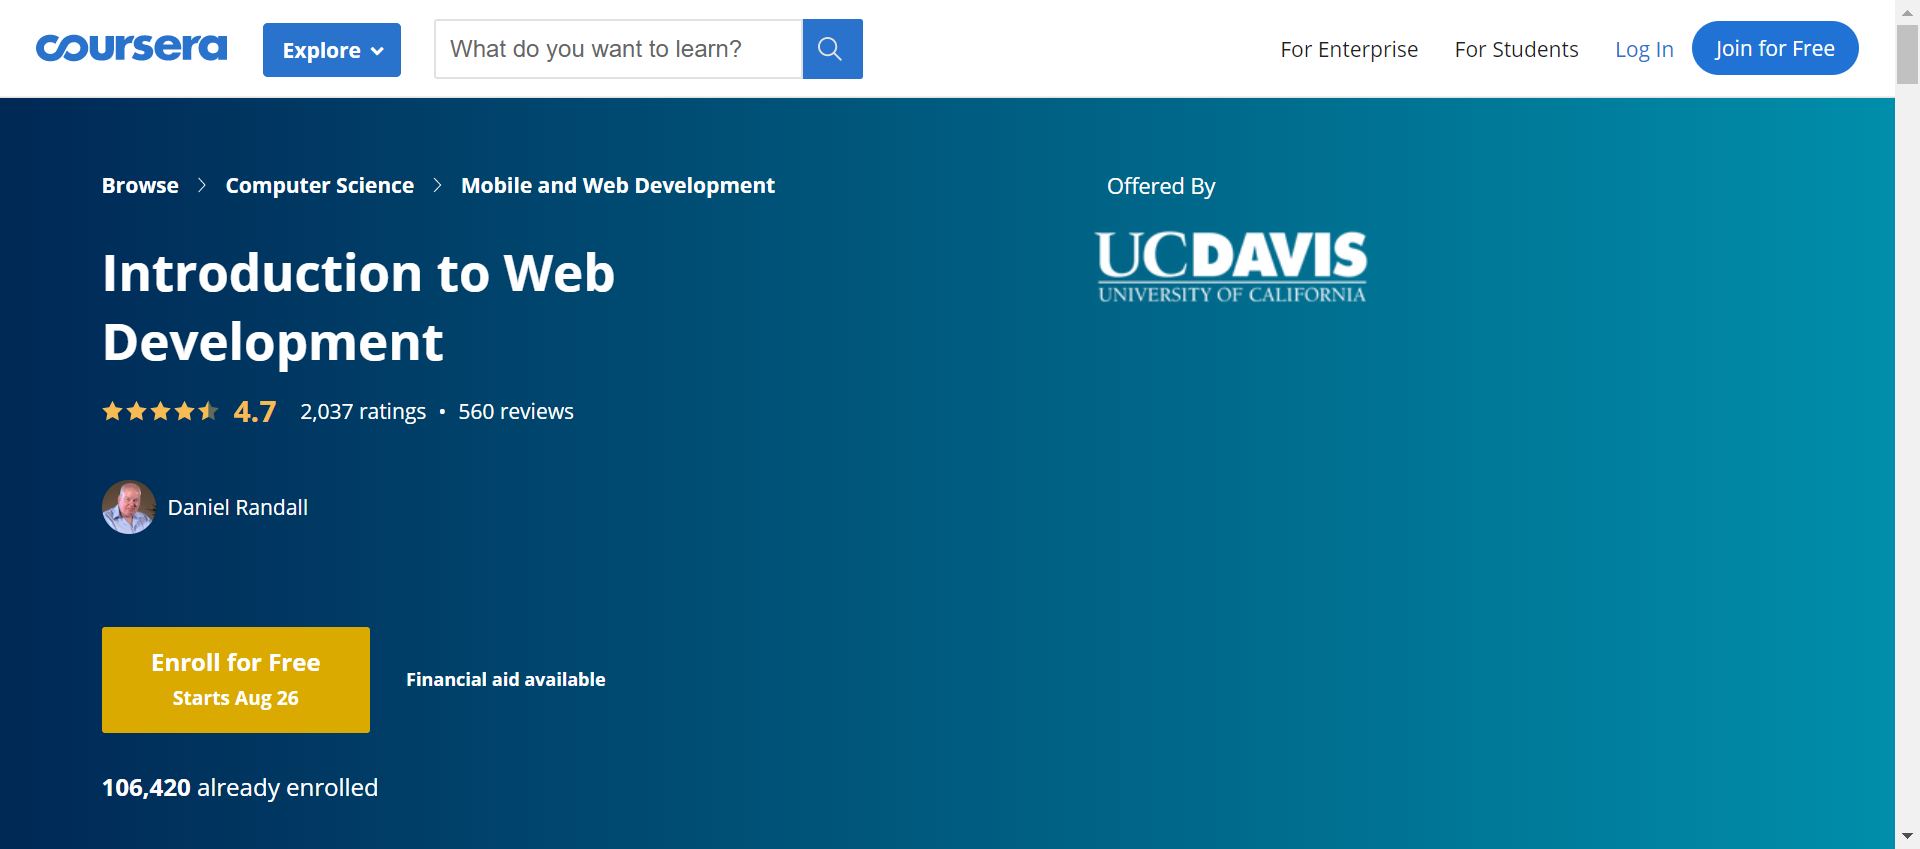 coursera
Explore
What do you want to learn?
For Enterprise
For Students
Log In
Join for Free
Browse
Computer Science
Mobile and Web Development
Offered By
UCDAVIS
UNIVERSITY OF CALIFORNIA
Introduction to Web
Development
4.7
2,037 ratings • 560 reviews
Daniel Randall
Enroll for Free
Starts Aug 26
Financial aid available
106,420 already enrolled